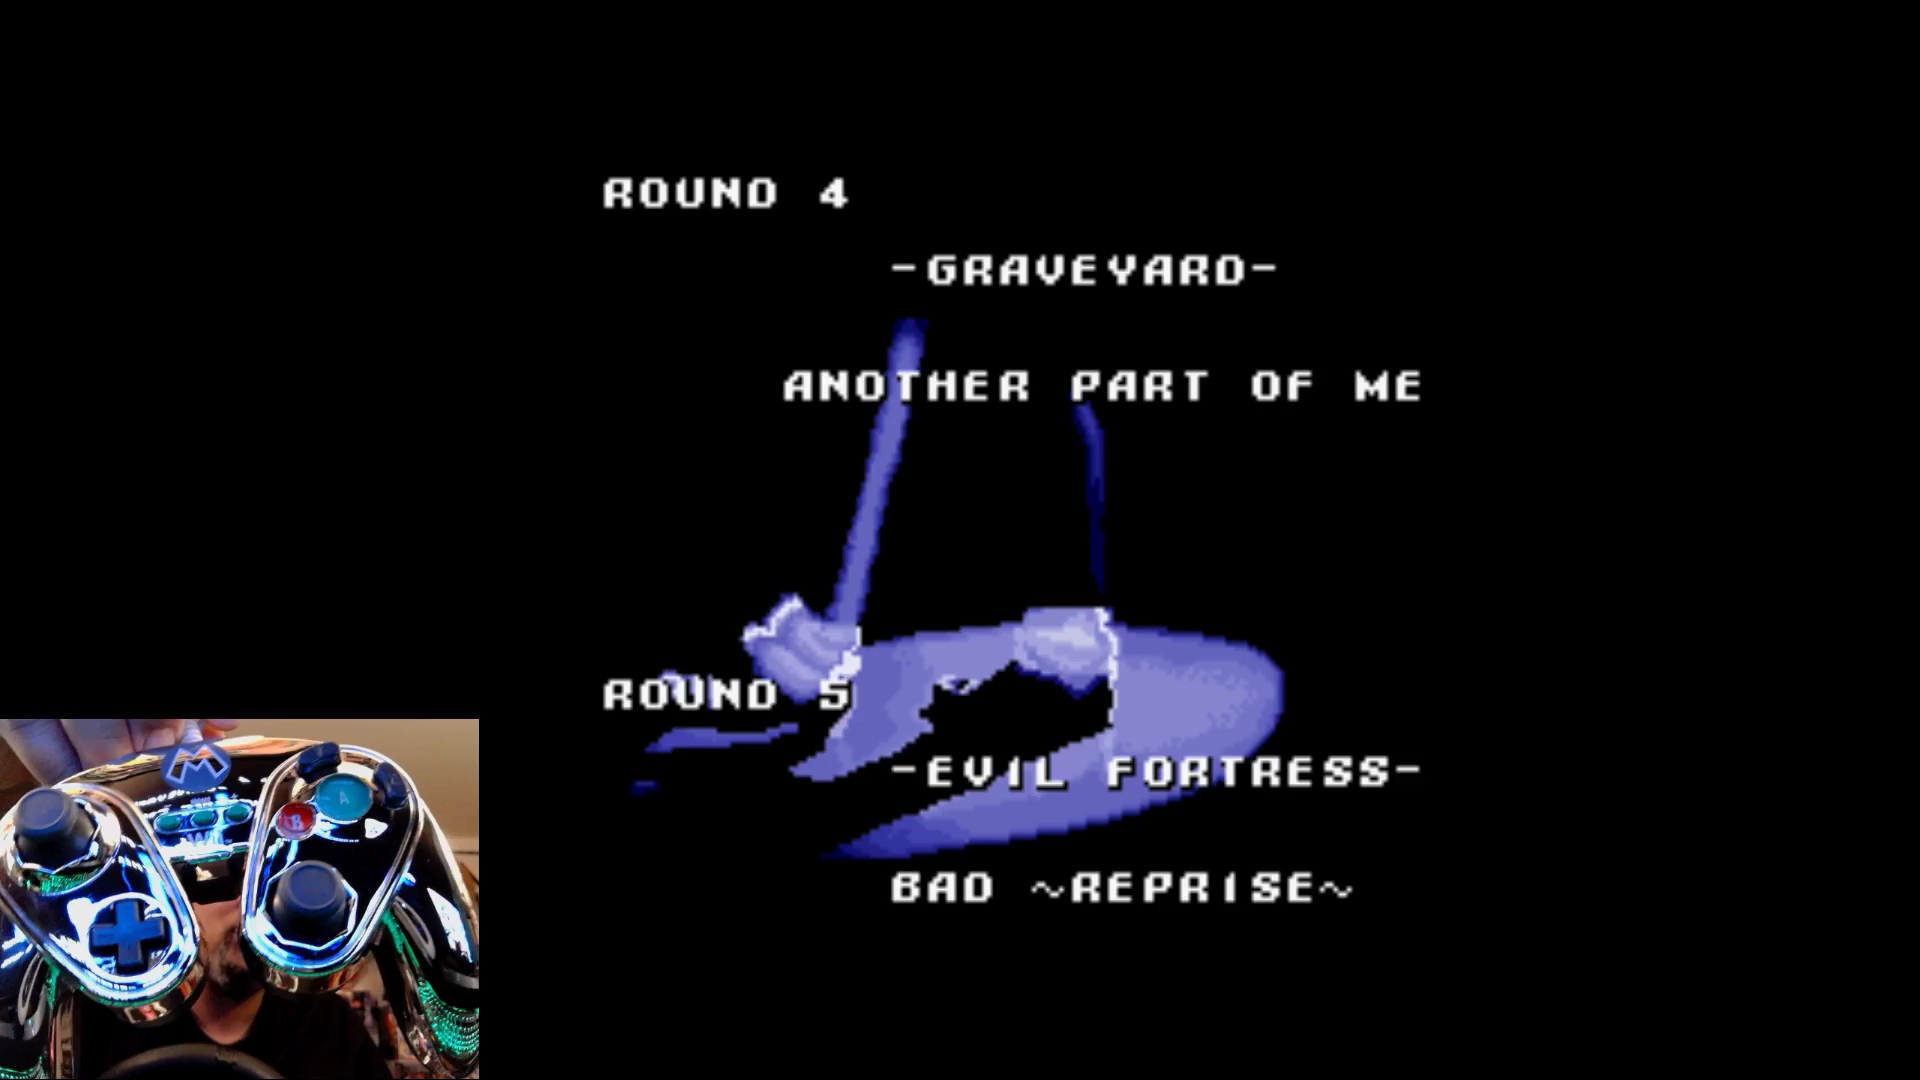 ROUND 4
-GRAVEYARD-
ANOTHER PART OF ME
ROUND 5
-EVIL FORTRESS-
BAD ~REPRISE~
M
A
B